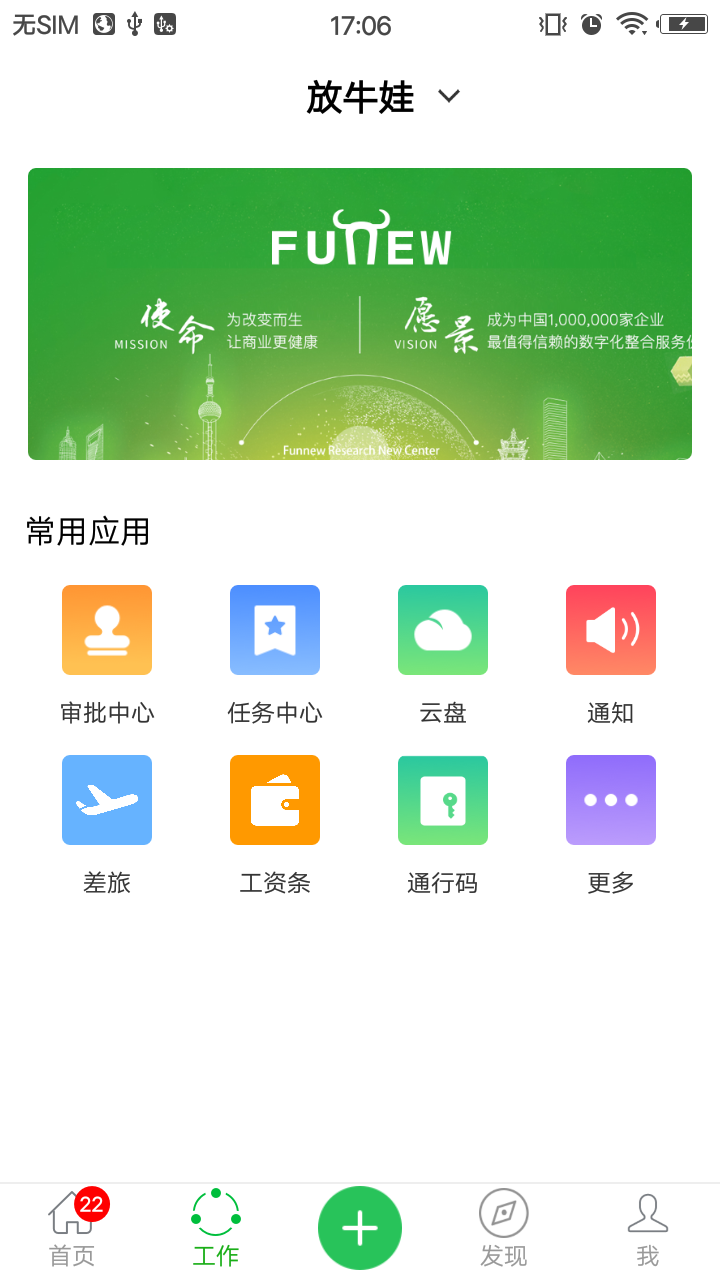 无SIM
17:06
放牛娃
FUNEW
使命
MISSION
为改变而生
让商业更健康
愿景
VISION
成为中国1,000,000家企业
最值得信赖的数字化整合服务
Funnew Research New Center
常用应用
审批中心
任务中心
云盘
通知
差旅
工资条
通行码
更多
22
首页
工作
发现
我